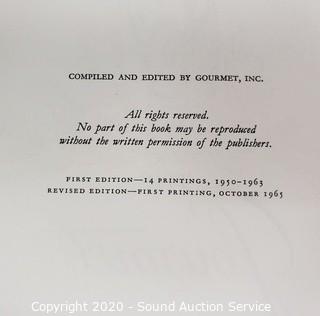 COMPILED AND EDITED BY GOURMET, INC.
All rights reserved.
No part of this book may be reproduced
without the written permission of the publishers.
FIRST EDITION—14 PRINTINGS, 1950-1963
REVISED EDITION—FIRST PRINTING, OCTOBER 1965
Copyright 2020 - Sound Auction Service